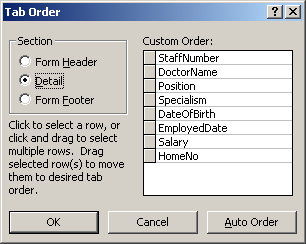 Tab Order
Section
Form Header
Detail
Form Footer
Click to select a row, or
click and drag to select
multiple rows. Drag
selected row(s) to move
them to desired tab
order.
Custom Order:
StaffNumber
DoctorName
Position
Specialism
DateOfBirth
EmployedDate
Salary
HomeNo
OK
Cancel
Auto Order